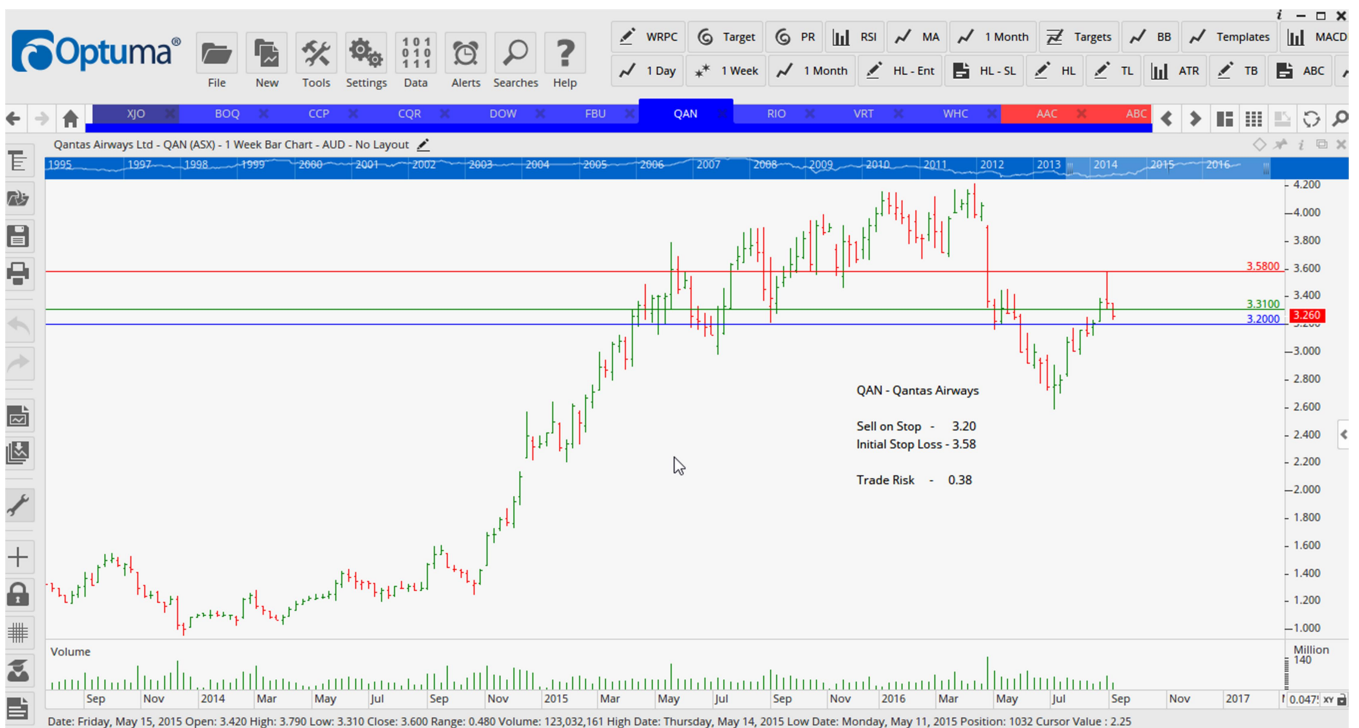 i
Optuma®
File
New
Tools
Settings
Data
Alerts
Searches
Help
101
010
111
WRPC
Target
PR
RSI
MA
1 Month
Targets
BB
Templates
MACD
1 Day
1 Week
1 Month
HL - Ent
HL - SL
HL
TL
ATR
TB
ABC
XJO
BOQ
CCP
CQR
DOW
FBU
QAN
RIO
VRT
WHC
AAC
ABC
Qantas Airways Ltd - QAN (ASX) - 1 Week Bar Chart - AUD - No Layout
1995 1997 1998 1999 2000 2001 2002 2003 2004 2005 2006 2007 2008 2009 2010 2011 2012 2013 2014 2015 2016
4.200
4.000
3.800
3.5800
3.600
3.400
3.3100
3.260
3.2000
3.200
3.000
2.800
2.600
2.400
2.200
2.000
1.800
1.600
1.400
1.200
1.000
QAN - Qantas Airways
Sell on Stop - 3.20
Initial Stop Loss - 3.58
Trade Risk - 0.38
Volume
Million
140
Sep Nov 2014 Mar May Jul Sep Nov 2015 Mar May Jul Sep Nov 2016 Mar May Jul Sep Nov 2017
0.047 XY
Date: Friday, May 15, 2015 Open: 3.420 High: 3.790 Low: 3.310 Close: 3.600 Range: 0.480 Volume: 123,032,161 High Date: Thursday, May 14, 2015 Low Date: Monday, May 11, 2015 Position: 1032 Cursor Value : 2.25